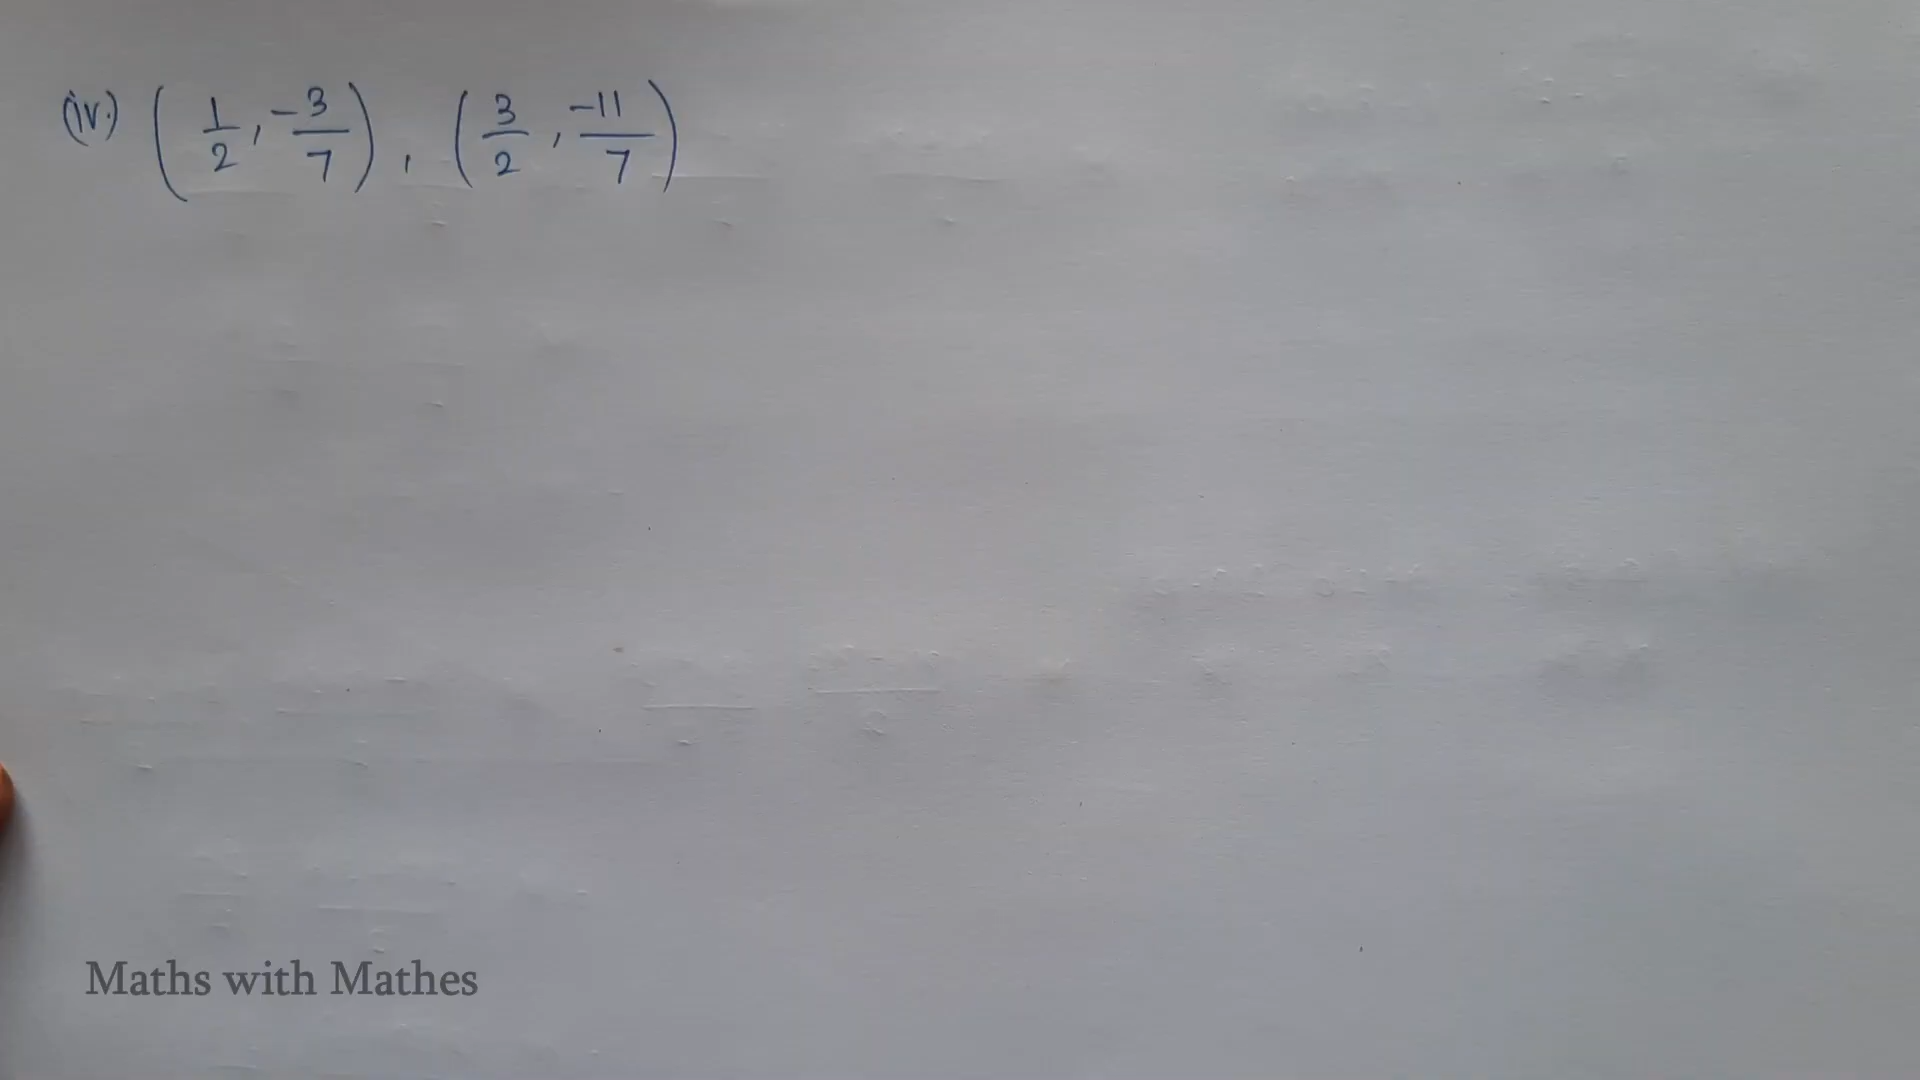 (iv.) (1/2, -3/7), (3/2, -11/7)
Maths with Mathes